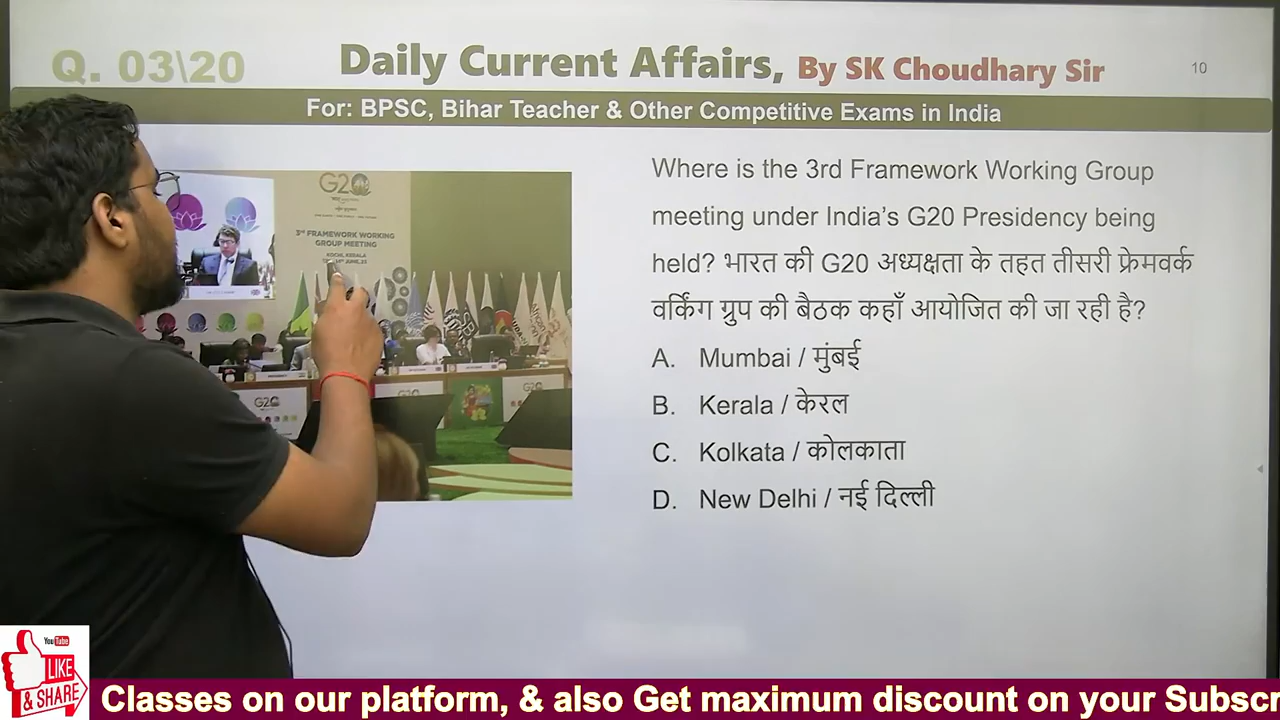 Q. 03\20
Daily Current Affairs, By SK Choudhary Sir
10
For: BPSC, Bihar Teacher & Other Competitive Exams in India
G20
3RD FRAMEWORK WORKING
GROUP MEETING
KOCHI, KERALA
JUNE, 23
G20
Where is the 3rd Framework Working Group
meeting under India’s G20 Presidency being
held? भारत की G20 अध्यक्षता के तहत तीसरी फ्रेमवर्क
वर्किंग ग्रुप की बैठक कहाँ आयोजित की जा रही है?
A. Mumbai / मुंबई
B. Kerala / केरल
C. Kolkata / कोलकाता
D. New Delhi / नई दिल्ली
YouTube
LIKE
& SHARE
Classes on our platform, & also Get maximum discount on your Subscr